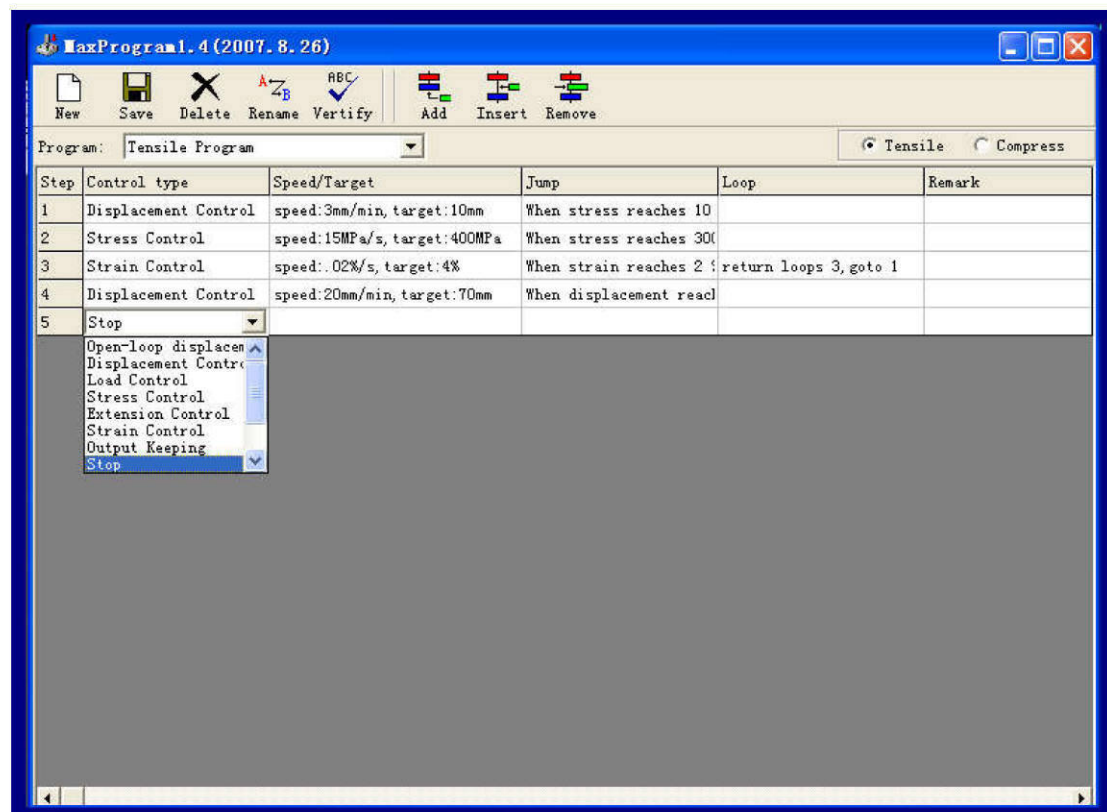 MaxProgram1.4(2007.8.26)
New Save Delete Rename Vertify Add Insert Remove
Program: Tensile Program Tensile Compress
Step Control type Speed/Target Jump Loop Remark
1 Displacement Control speed:3mm/min, target:10mm When stress reaches 10
2 Stress Control speed:15MPa/s, target:400MPa When stress reaches 300
3 Strain Control speed:.02%/s, target:4% When strain reaches 2 return loops 3, goto 1
4 Displacement Control speed:20mm/min, target:70mm When displacement reacl
5 Stop
Open-loop displacem
Displacement Contro
Load Control
Stress Control
Extension Control
Strain Control
Output Keeping
Stop